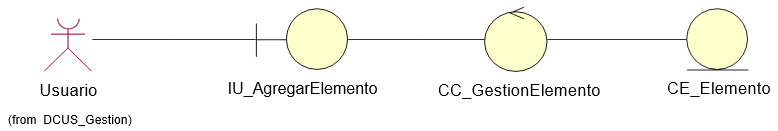 Usuario
IU_AgregarElemento
CC_GestionElemento
CE_Elemento
(from DCUS_Gestion)